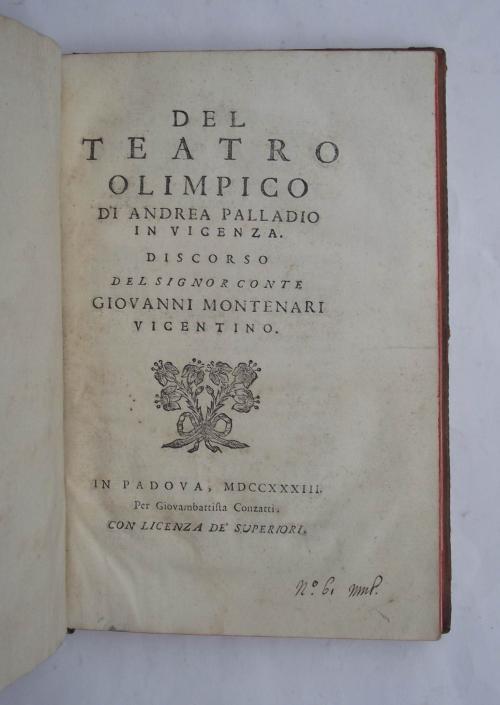 DEL
TEATRO
OLIMPICO
DI ANDREA PALLADIO
IN VICENZA.
DISCORSO
DEL SIGNOR CONTE
GIOVANNI MONTENARI
VICENTINO.
IN PADOVA, MDCCXXXIII.
Per Giovambattista Conzatti.
CON LICENZA DE' SUPERIORI.
N.º 6.